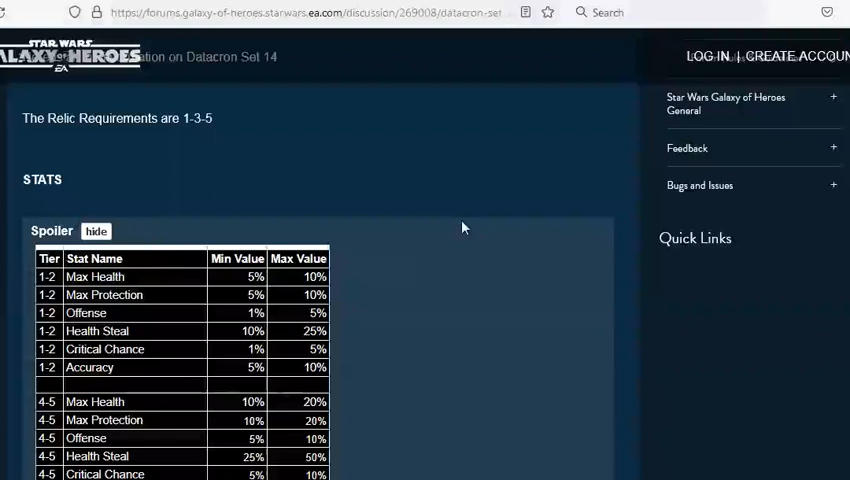 https://forums.galaxy-of-heroes.starwars.ea.com/discussion/269008/datacron-set
Search
STAR WARS
GALAXY HEROES
EA
ation on Datacron Set 14
LOG IN | CREATE ACCOUN
The Relic Requirements are 1-3-5
STATS
Spoiler hide
Tier Stat Name Min Value Max Value
1-2 Max Health 5% 10%
1-2 Max Protection 5% 10%
1-2 Offense 1% 5%
1-2 Health Steal 10% 25%
1-2 Critical Chance 1% 5%
1-2 Accuracy 5% 10%
4-5 Max Health 10% 20%
4-5 Max Protection 10% 20%
4-5 Offense 5% 10%
4-5 Health Steal 25% 50%
4-5 Critical Chance 5% 10%
Star Wars Galaxy of Heroes +
General
Feedback +
Bugs and Issues +
Quick Links